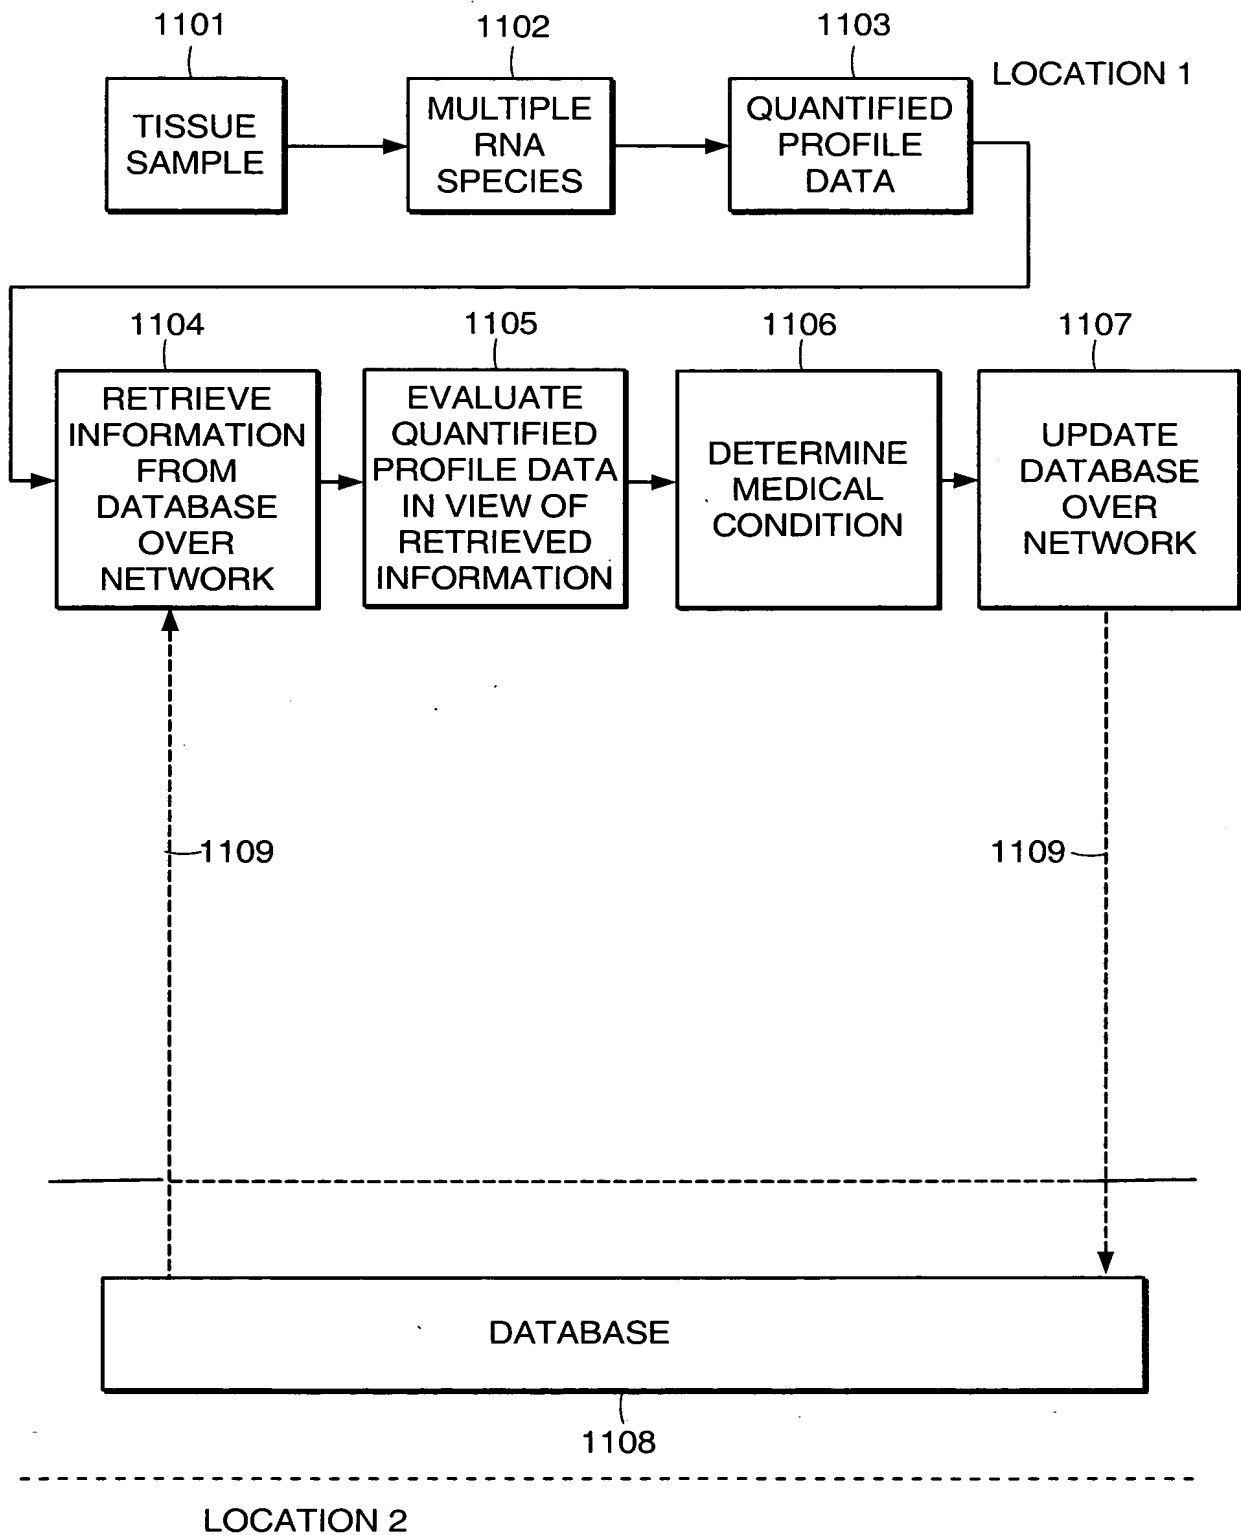 1101
1102
1103
LOCATION 1
TISSUE
SAMPLE
MULTIPLE
RNA
SPECIES
QUANTIFIED
PROFILE
DATA
1104
1105
1106
1107
RETRIEVE
INFORMATION
FROM
DATABASE
OVER
NETWORK
EVALUATE
QUANTIFIED
PROFILE DATA
IN VIEW OF
RETRIEVED
INFORMATION
DETERMINE
MEDICAL
CONDITION
UPDATE
DATABASE
OVER
NETWORK
1109
1109
DATABASE
1108
LOCATION 2